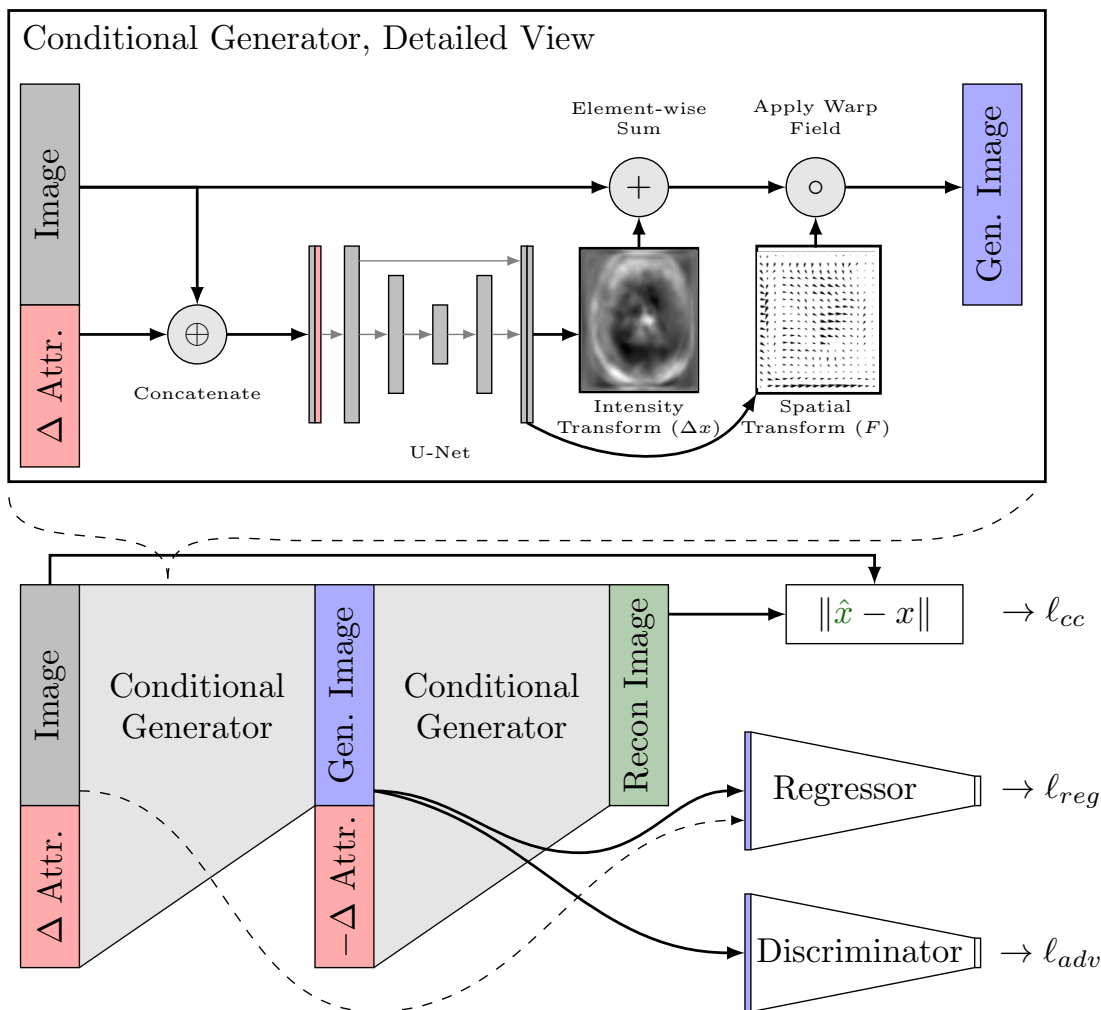 Conditional Generator, Detailed View
Image
Δ Attr.
⊕
Concatenate
U-Net
Element-wise
Sum
+
Intensity
Transform (Δx)
Apply Warp
Field
∘
Spatial
Transform (F)
Gen. Image
Image
Δ Attr.
Conditional
Generator
Gen. Image
−Δ Attr.
Conditional
Generator
Recon Image
‖x̂ − x‖
→ ℓcc
Regressor
→ ℓreg
Discriminator
→ ℓadv